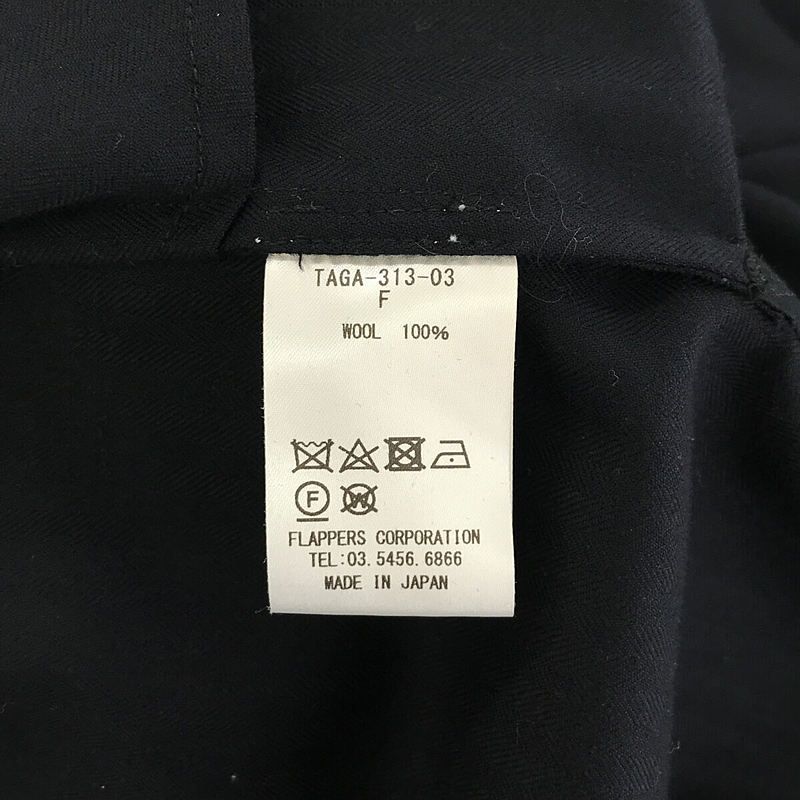 TAGA-313-03
F
WOOL 100%
F W
FLAPPERS CORPORATION
TEL:03.5456.6866
MADE IN JAPAN